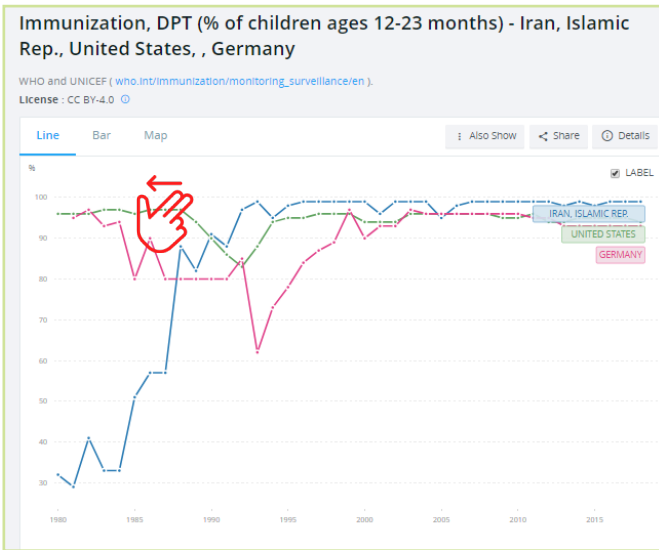 Immunization, DPT (% of children ages 12-23 months) - Iran, Islamic
Rep., United States, , Germany
WHO and UNICEF ( who.int/immunization/monitoring_surveillance/en ).
License : CC BY-4.0
Line Bar Map Also Show Share Details
%
LABEL
100
90
80
70
60
50
40
30
IRAN, ISLAMIC REP.
UNITED STATES
GERMANY
1980 1985 1990 1995 2000 2005 2010 2015